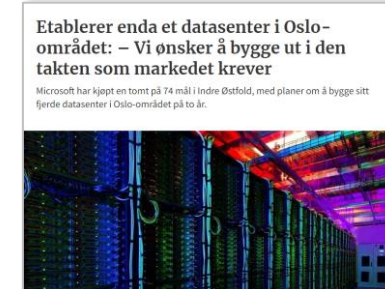 Etablerer enda et datasenter i Oslo-
området: – Vi ønsker å bygge ut i den
takten som markedet krever
Microsoft har kjøpt en tomt på 74 mål i Indre Østfold, med planer om å bygge sitt
fjerde datasenter i Oslo-området på to år.